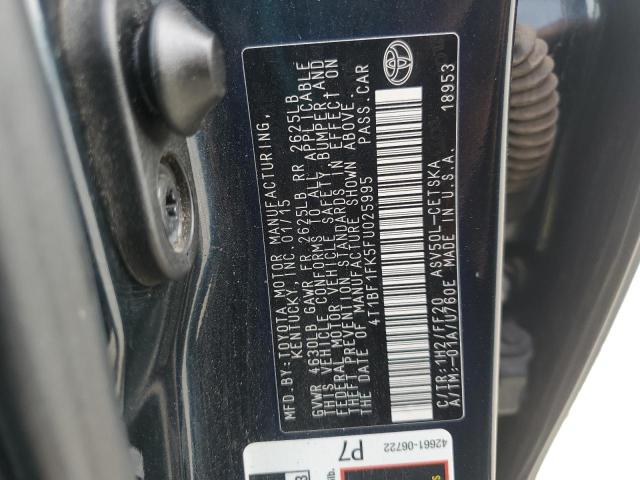 MFD.BY:TOYOTA MOTOR MANUFACTURING,
KENTUCKY, INC. 01/15
GVWR 4630LB GAWR FR 2625LB RR 2625LB
THIS VEHICLE CONFORMS TO ALL APPLICABLE
FEDERAL MOTOR VEHICLE SAFETY, BUMPER, AND
THEFT PREVENTION STANDARDS IN EFFECT ON
THE DATE OF MANUFACTURE SHOWN ABOVE.
4T1BF1FK5FU025995 PASS.CAR
C/TR:1H2/FF20 ASV50L-CETSKA
A/TM:-01A/U760E MADE IN U.S.A. 18953
42661-06722
P7
lb.